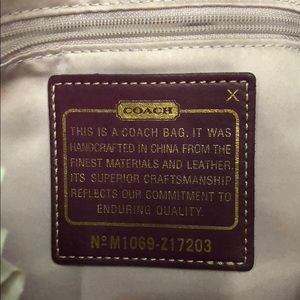 COACH
THIS IS A COACH BAG. IT WAS
HANDCRAFTED IN CHINA FROM THE
FINEST MATERIALS AND LEATHER.
ITS SUPERIOR CRAFTSMANSHIP
REFLECTS OUR COMMITMENT TO
ENDURING QUALITY.
Nº M1069-Z17203